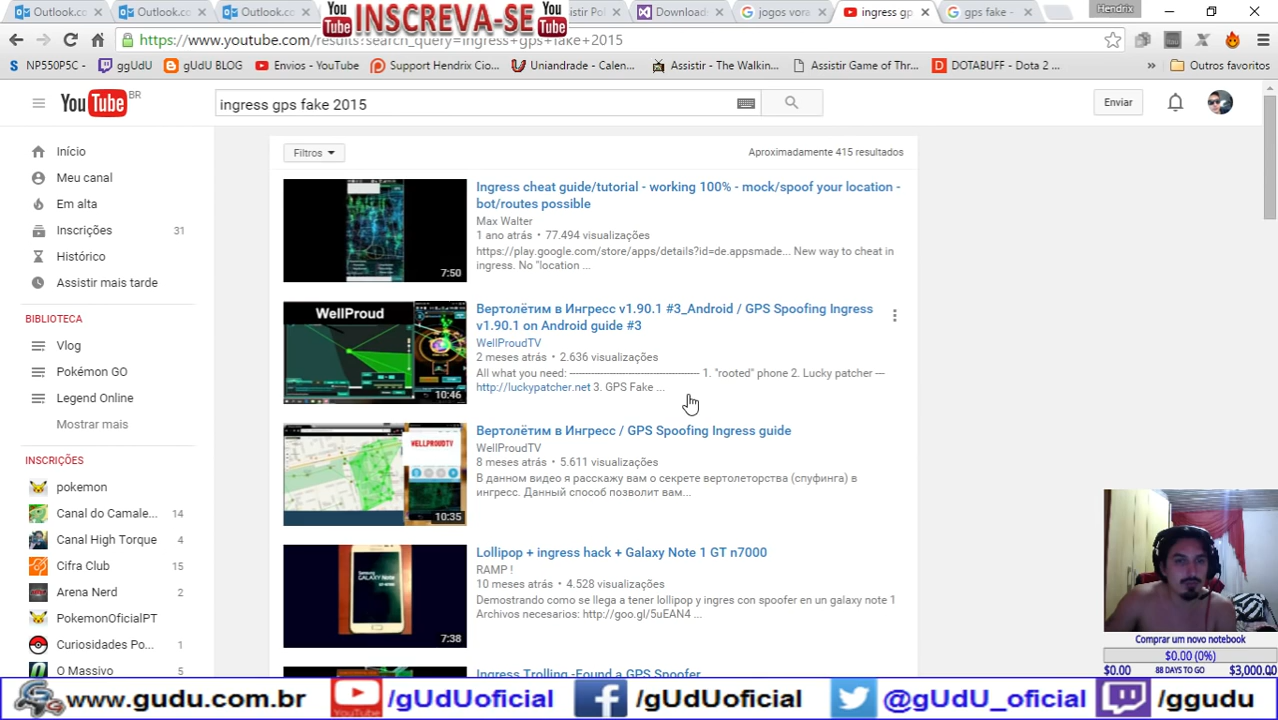 Outlook.co
Outlook.co
Outlook.co
You Tube INSCREVA-SE You Tube
istir Pol
Download
jogos vora
ingress gp
gps fake -
Hendrix
https://www.youtube.com/results?search_query=ingress+gps+fake+2015
NP550P5C -
ggUdU
gUdU BLOG
Envios - YouTube
Support Hendrix Cio...
Uniandrade - Calen...
Assistir - The Walkin...
Assistir Game of Thr...
DOTABUFF - Dota 2 ...
»
Outros favoritos
YouTube BR
ingress gps fake 2015
Enviar
Início
Meu canal
Em alta
Inscrições 31
Histórico
Assistir mais tarde
BIBLIOTECA
Vlog
Pokémon GO
Legend Online
Mostrar mais
INSCRIÇÕES
pokemon
Canal do Camale... 14
Canal High Torque 4
Cifra Club 15
Arena Nerd 2
PokemonOficialPT
Curiosidades Po... 1
O Massivo 5
Filtros
Aproximadamente 415 resultados
7:50
Ingress cheat guide/tutorial - working 100% - mock/spoof your location -
bot/routes possible
Max Walter
1 ano atrás • 77.494 visualizações
https://play.google.com/store/apps/details?id=de.appsmade... New way to cheat in
ingress. No "location ...
WellProud
10:46
Вертолётим в Ингресс v1.90.1 #3_Android / GPS Spoofing Ingress
v1.90.1 on Android guide #3
WellProudTV
2 meses atrás • 2.636 visualizações
All what you need: ---------------------------------------- 1. "rooted" phone 2. Lucky patcher ---
http://luckypatcher.net 3. GPS Fake ...
WELLPROUDTV
10:35
Вертолётим в Ингресс / GPS Spoofing Ingress guide
WellProudTV
8 meses atrás • 5.611 visualizações
В данном видео я расскажу вам о секрете вертолеторства (спуфинга) в
ингресс. Данный способ позволит вам...
SAMSUNG
GALAXY Note
7:38
Lollipop + ingress hack + Galaxy Note 1 GT n7000
RAMP !
10 meses atrás • 4.528 visualizações
Demostrando como se llega a tener lollipop y ingres con spoofer en un galaxy note 1
Archivos necesarios: http://goo.gl/5uEAN4 ...
Ingress Trolling -Found a GPS Spoofer
Comprar um novo notebook
$0.00 (0%)
$0.00 88 DAYS TO GO $3,000.00
www.gudu.com.br
YouTube /gUdUoficial
/gUdUoficial
@gUdU_oficial
/ggudu